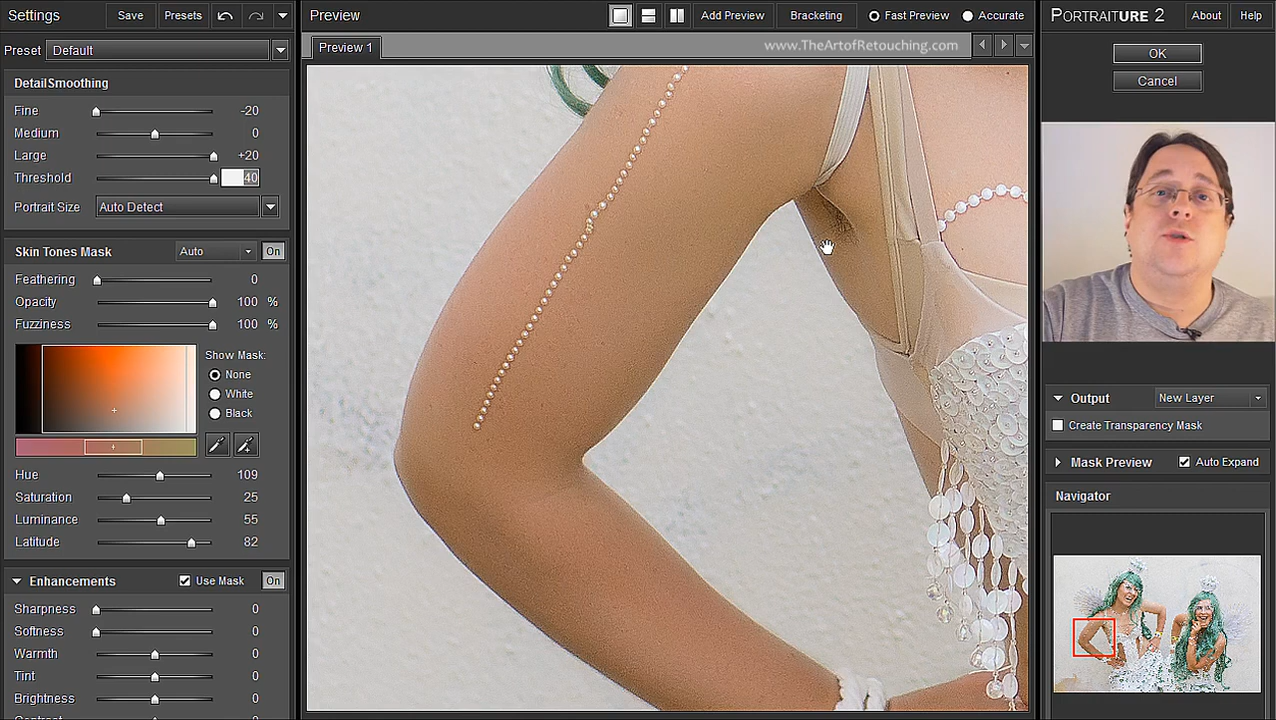 Settings
Save
Presets
Preset
Default
DetailSmoothing
Fine -20
Medium 0
Large +20
Threshold 40
Portrait Size Auto Detect
Skin Tones Mask Auto On
Feathering 0
Opacity 100 %
Fuzziness 100 %
Show Mask:
None
White
Black
Hue 109
Saturation 25
Luminance 55
Latitude 82
Enhancements Use Mask On
Sharpness 0
Softness 0
Warmth 0
Tint 0
Brightness 0
Preview
Add Preview
Bracketing
Fast Preview
Accurate
Preview 1
www.TheArtofRetouching.com
PORTRAITURE 2
About
Help
OK
Cancel
Output New Layer
Create Transparency Mask
Mask Preview Auto Expand
Navigator